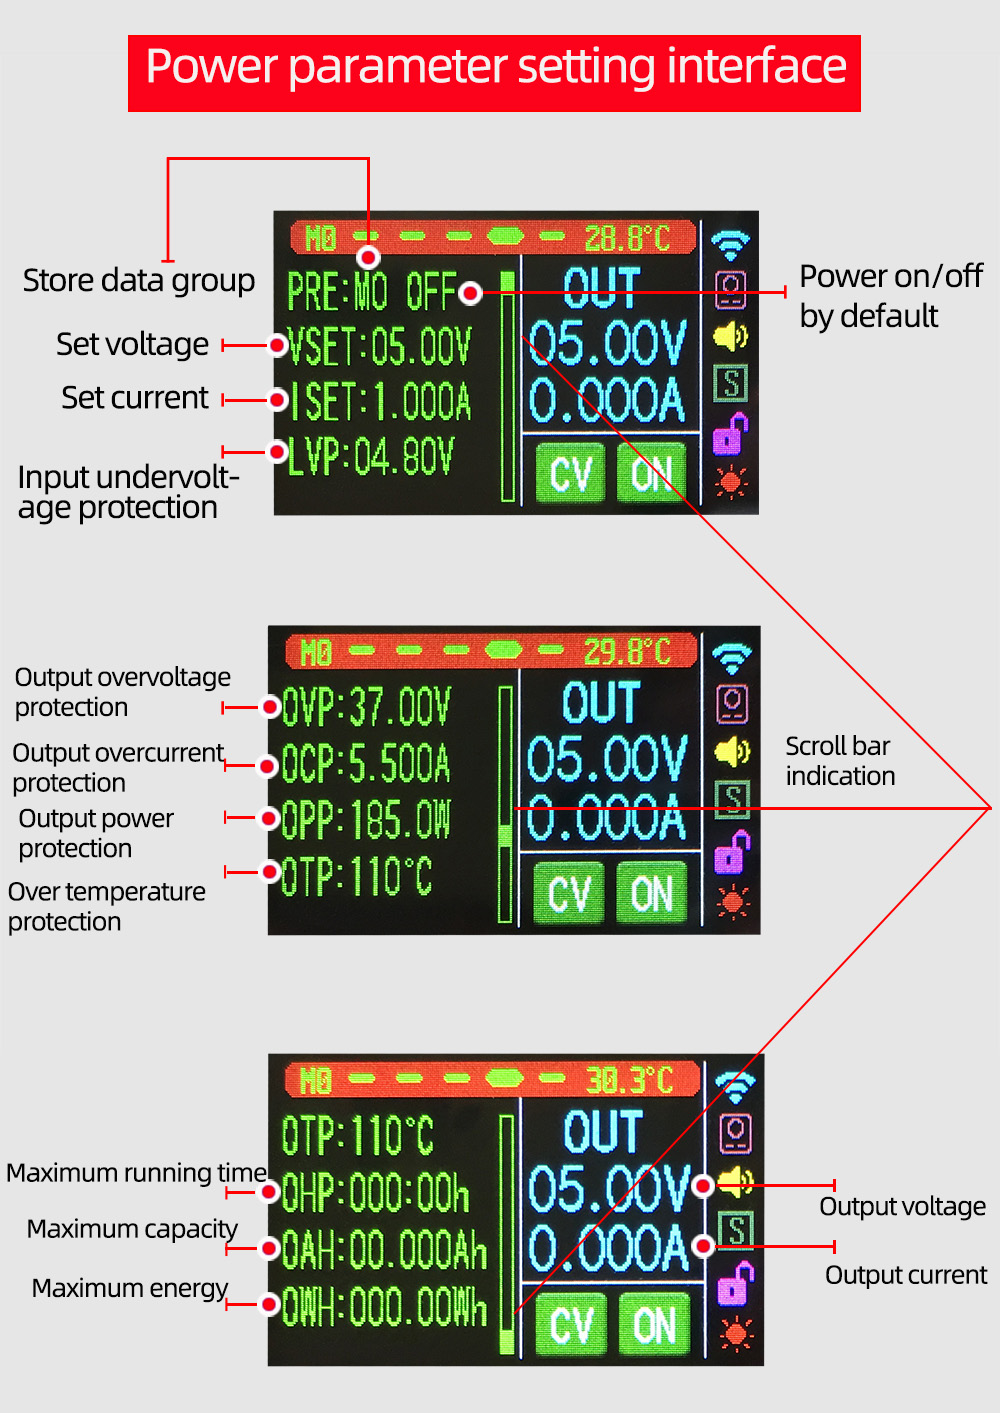 Power parameter setting interface
M0 28.8°C
Store data group
PRE:M0 OFF
OUT
Power on/off
by default
Set voltage
VSET:05.00V
05.00V
Set current
ISET:1.000A
0.000A
S
Input undervolt-
age protection
LVP:04.80V
CV ON
M0 29.8°C
Output overvoltage
protection
OVP:37.00V
OUT
Output overcurrent
protection
OCP:5.500A
05.00V
Scroll bar
indication
Output power
protection
OPP:185.0W
0.000A
S
Over temperature
protection
OTP:110°C
CV ON
M0 30.3°C
OTP:110°C
OUT
Maximum running time
OHP:000:00h
05.00V
Output voltage
Maximum capacity
OAH:00.000Ah
0.000A
S
Output current
Maximum energy
OWH:000.00Wh
CV ON